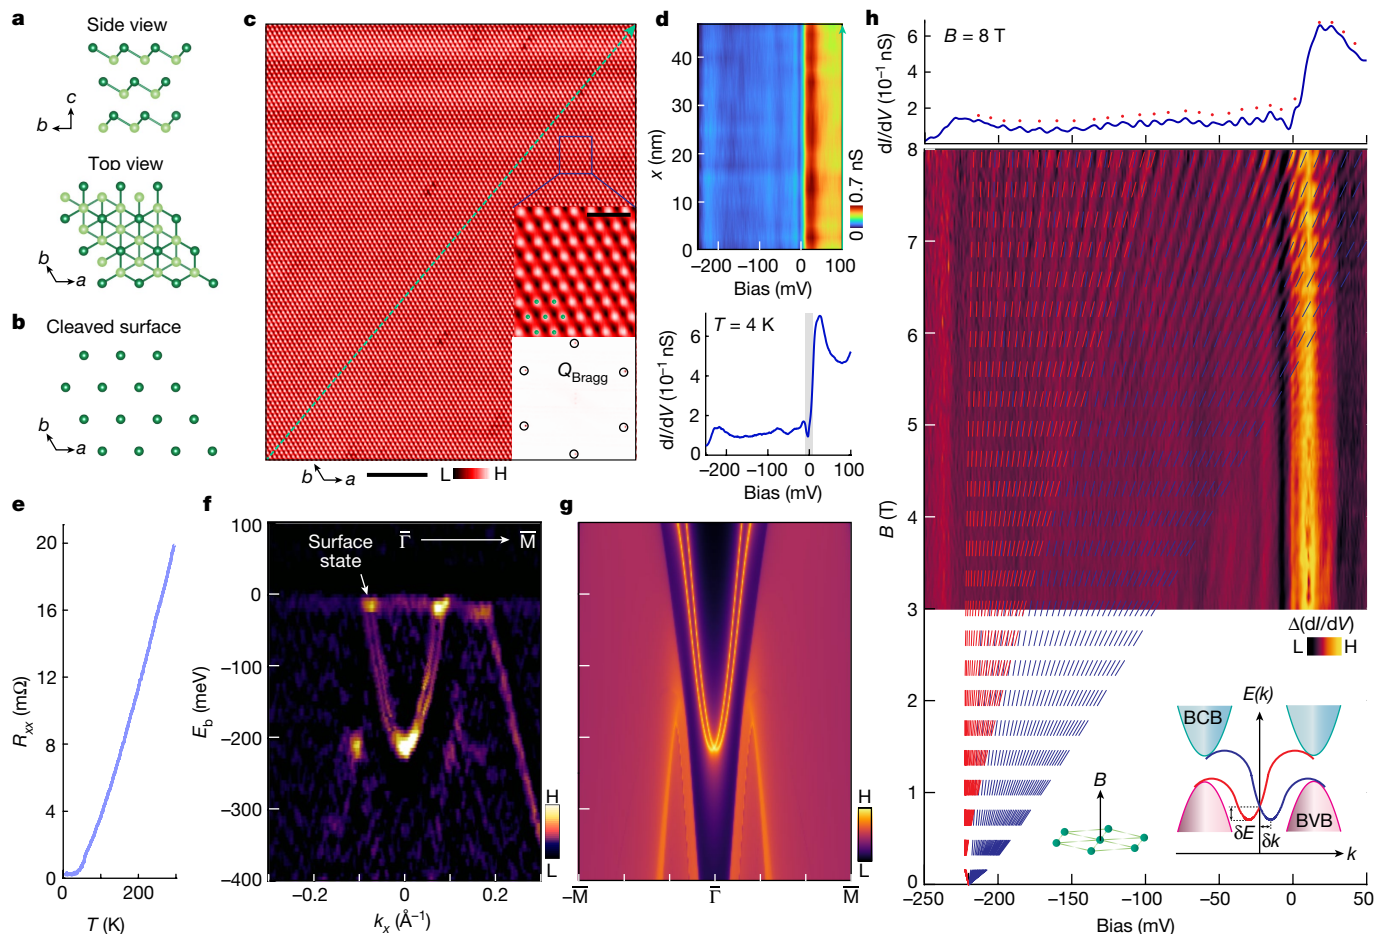 a
Side view
c
b
Top view
b
a
b
Cleaved surface
b
a
c
Q_Bragg
b
a
L H
d
x (nm)
40
30
20
10
0
−200 −100 0 100
Bias (mV)
0 0.7 nS
T = 4 K
dI/dV (10⁻¹ nS)
6
4
2
0
−200 −100 0 100
Bias (mV)
e
R_xx (mΩ)
20
16
12
8
4
0
0 200
T (K)
f
E_b (meV)
100
0
−100
−200
−300
−400
Surface
state
Γ̅ M̅
H
L
−0.2 0 0.2
k_x (Å⁻¹)
g
H
L
−M̅ Γ̅ M̅
h
B = 8 T
dI/dV (10⁻¹ nS)
6
4
2
B (T)
8
7
6
5
4
3
2
1
0
Δ(dI/dV)
L H
B
E(k)
BCB
BVB
δE δk
k
−250 −200 −150 −100 −50 0 50
Bias (mV)